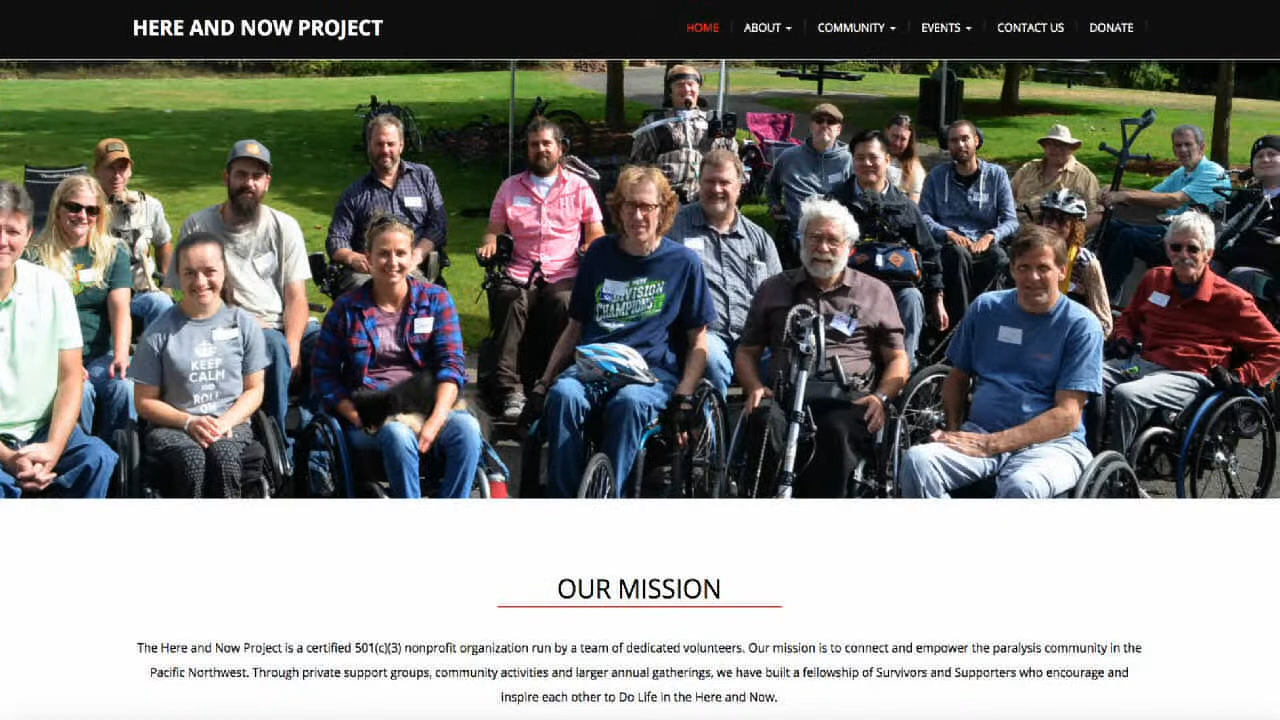 HERE AND NOW PROJECT
HOME ABOUT COMMUNITY EVENTS CONTACT US DONATE
DIVISION
CHAMPIONS
KEEP
CALM
AND
ROLL
ON
OUR MISSION
The Here and Now Project is a certified 501(c)(3) nonprofit organization run by a team of dedicated volunteers. Our mission is to connect and empower the paralysis community in the
Pacific Northwest. Through private support groups, community activities and larger annual gatherings, we have built a fellowship of Survivors and Supporters who encourage and
inspire each other to Do Life in the Here and Now.